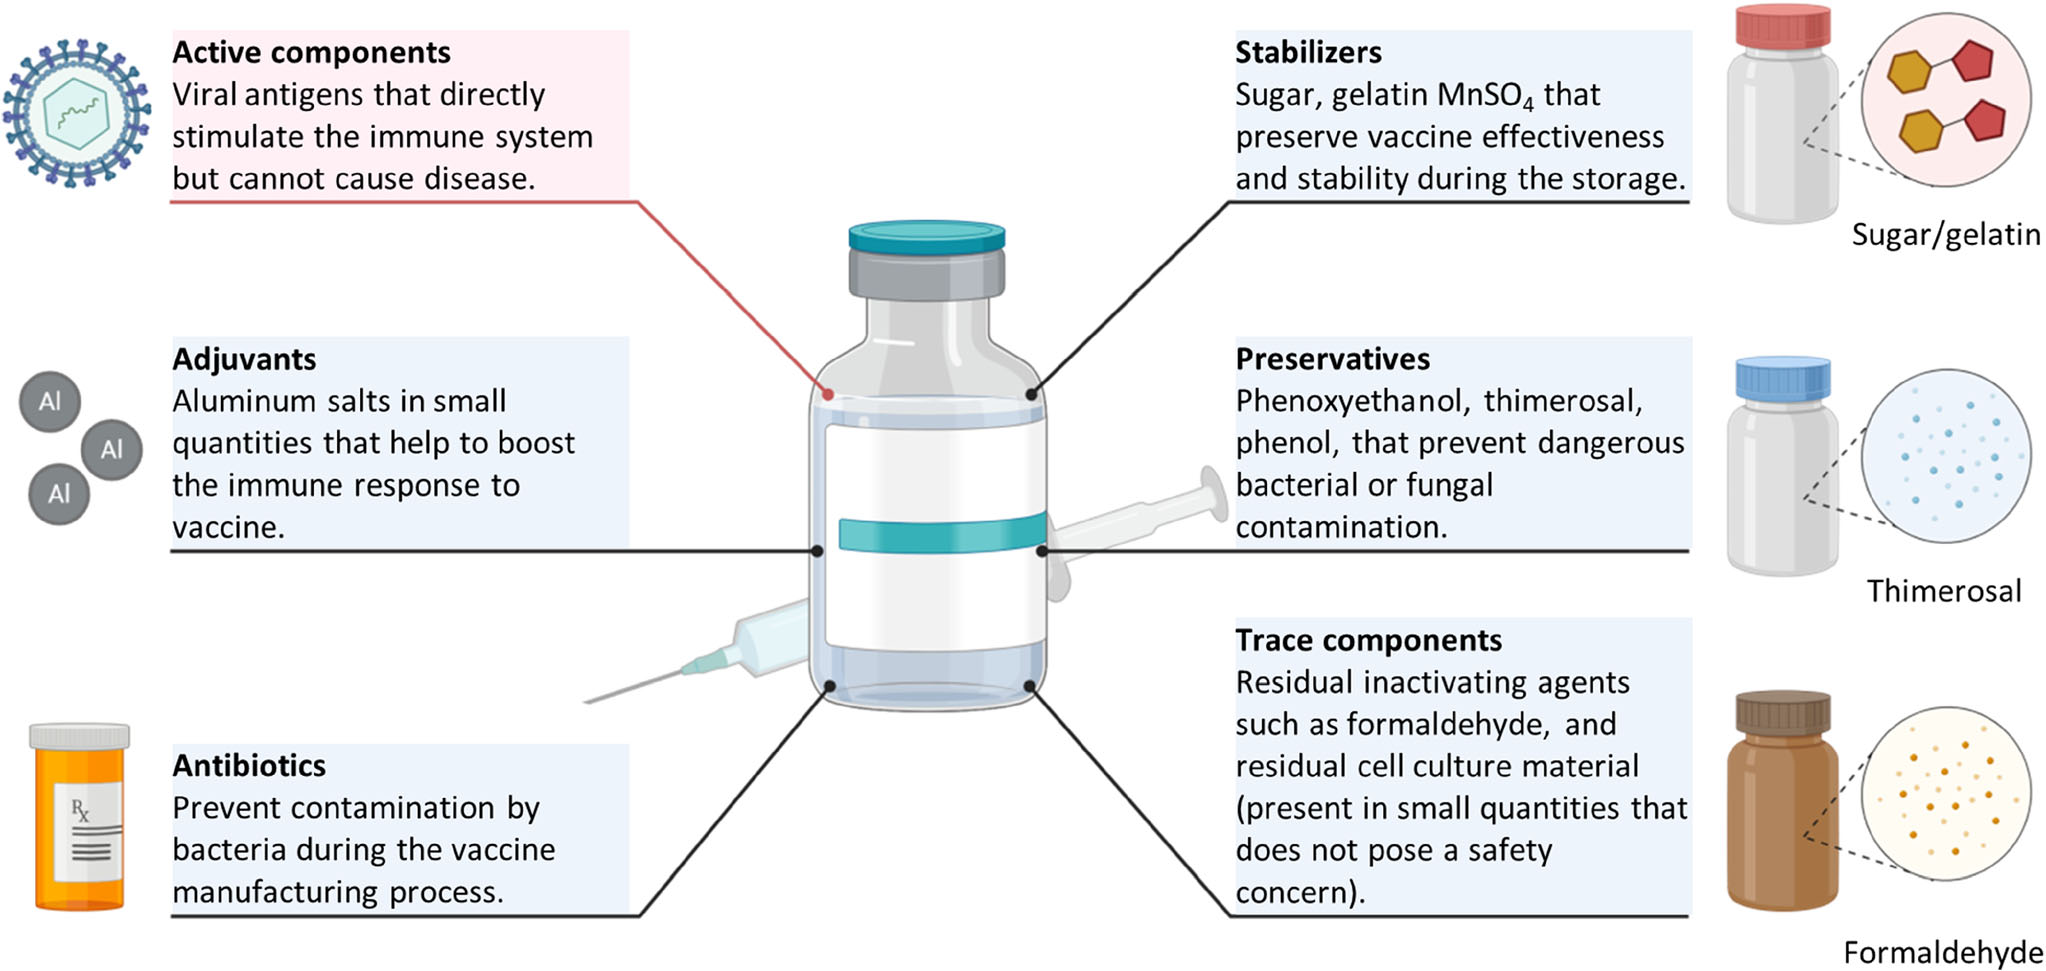 Active components
Viral antigens that directly
stimulate the immune system
but cannot cause disease.
Adjuvants
Al
Al
Al
Aluminum salts in small
quantities that help to boost
the immune response to
vaccine.
Antibiotics
Rx
Prevent contamination by
bacteria during the vaccine
manufacturing process.
Stabilizers
Sugar, gelatin MnSO₄ that
preserve vaccine effectiveness
and stability during the storage.
Sugar/gelatin
Preservatives
Phenoxyethanol, thimerosal,
phenol, that prevent dangerous
bacterial or fungal
contamination.
Thimerosal
Trace components
Residual inactivating agents
such as formaldehyde, and
residual cell culture material
(present in small quantities that
does not pose a safety
concern).
Formaldehyde